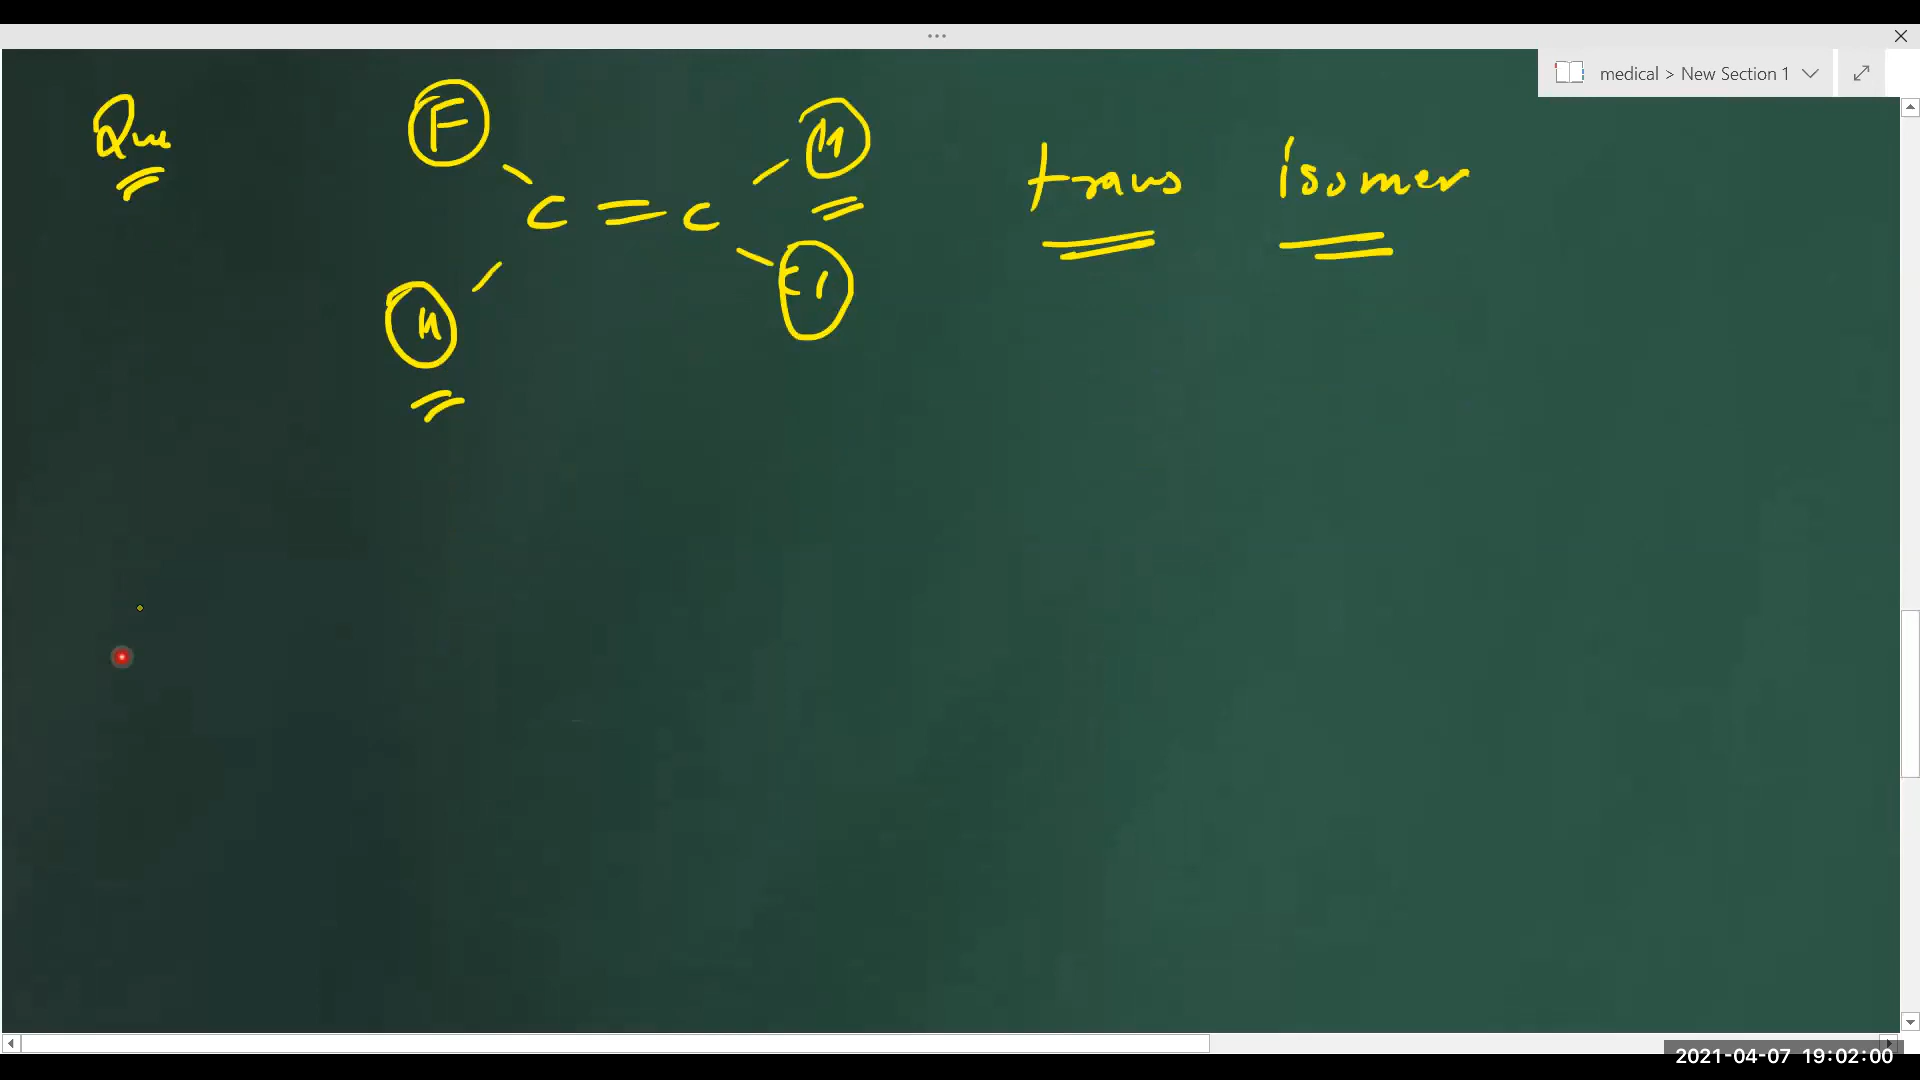 medical > New Section 1
Que
F H
C = C
H Cl
trans isomer
2021-04-07 19:02:00